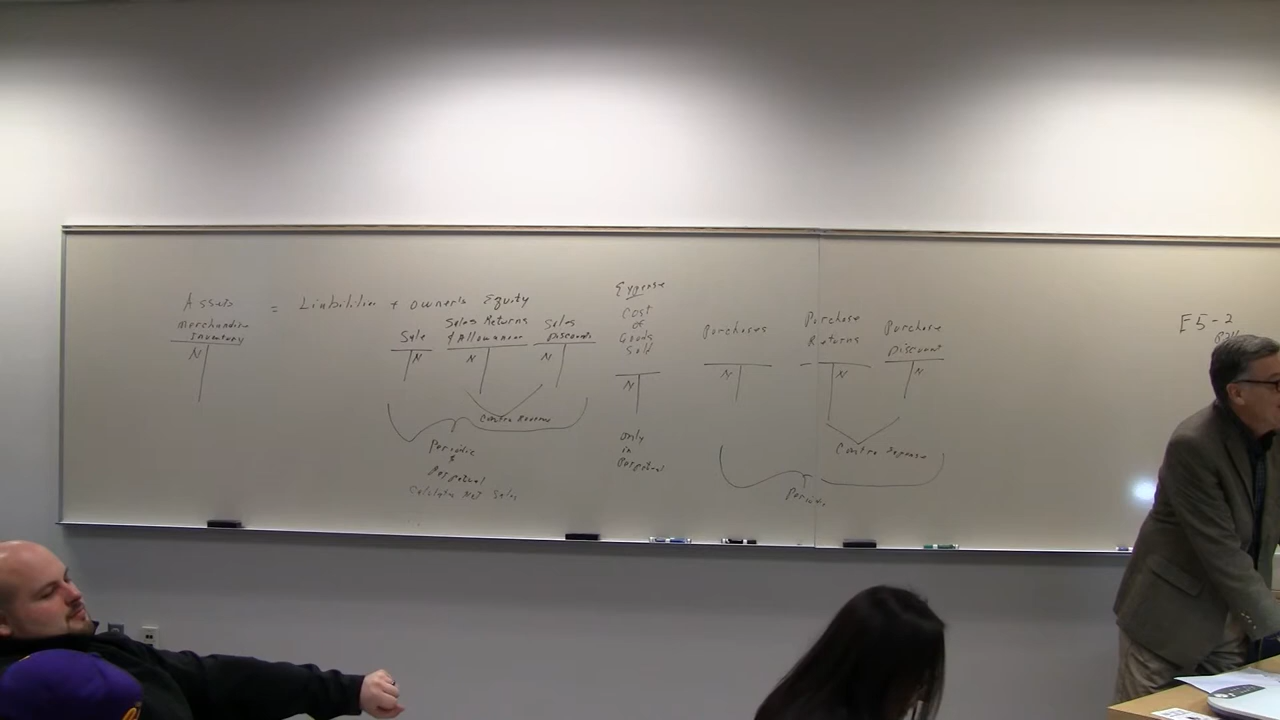 Assets = Liabilities + owner's Equity
Merchandise
Inventory
N
Sale
N
Sales Returns
& Allowances
N
Sales
Discounts
N
Contra Revenue
Periodic
&
Perpetual
Calculate Net Sales
Expense
Cost
of
Goods
Sold
N
only
in
Perpetual
Purchases
N
Purchase
Returns
N
Purchase
Discount
N
Contra Expense
Periodic
E5-2